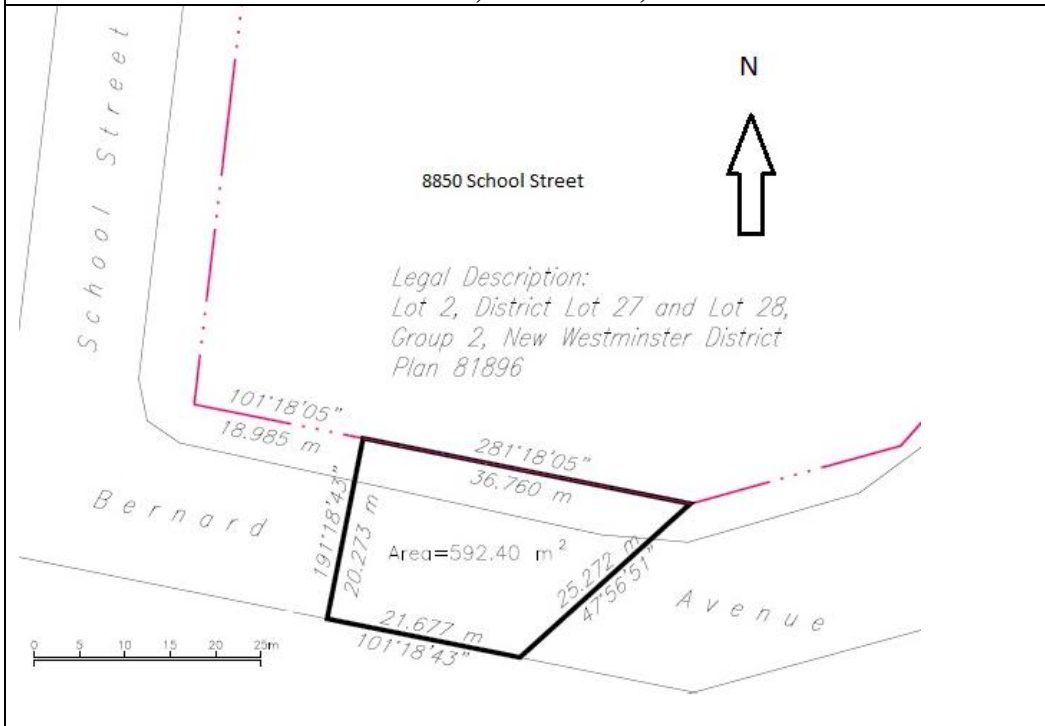 School Street
N
8850 School Street
Legal Description:
Lot 2, District Lot 27 and Lot 28,
Group 2, New Westminster District
Plan 81896
101°18'05"
18.985 m
281°18'05"
36.760 m
Bernard
191°18'43"
20.273 m
Area=592.40 m²
25.272 m
47°56'51"
Avenue
21.677 m
101°18'43"
0 5 10 15 20 25m